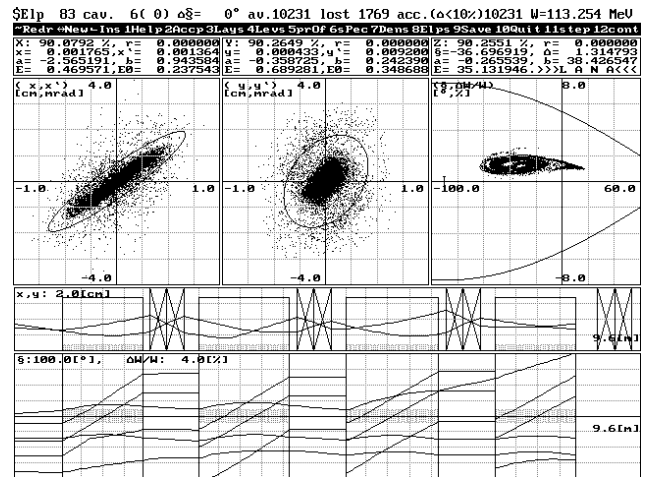 $Elp 83 cav. 6( 0) △§= 0° av.10231 lost 1769 acc.(△<10%)10231 W=113.254 MeV
~Redr ↔New← Ins 1Help 2Accp 3Lays 4Levs 5prOf 6sPec 7Dens 8Elps 9Save 10Quit 11step 12cont
X: 90.0792 %, r= 0.000000 Y: 90.2649 %, r= 0.000000 Z: 90.2551 %, r= 0.000000
x= 0.001765,x'= 0.001364 y= 0.000433,y'= 0.009200 §=-36.696919, △= 1.314793
a= -2.565191, b= 0.943584 a= -0.358725, b= 0.242390 a= -0.265539, b= 38.426547
E= 0.469571,E0= 0.237543 E= 0.689281,E0= 0.348688 E= 35.131946.>>>L A N A<<<
( x,x') 4.0 ( y,y') 4.0 (§,△W/W) 8.0
[cm,mrad] [cm,mrad] [°,%]
-1.0 1.0 -1.0 1.0 -100.0 60.0
-4.0 -4.0 -8.0
x,y: 2.0[cm]
9.6[m]
§:100.0[°], △W/W: 4.0[%]
9.6[m]